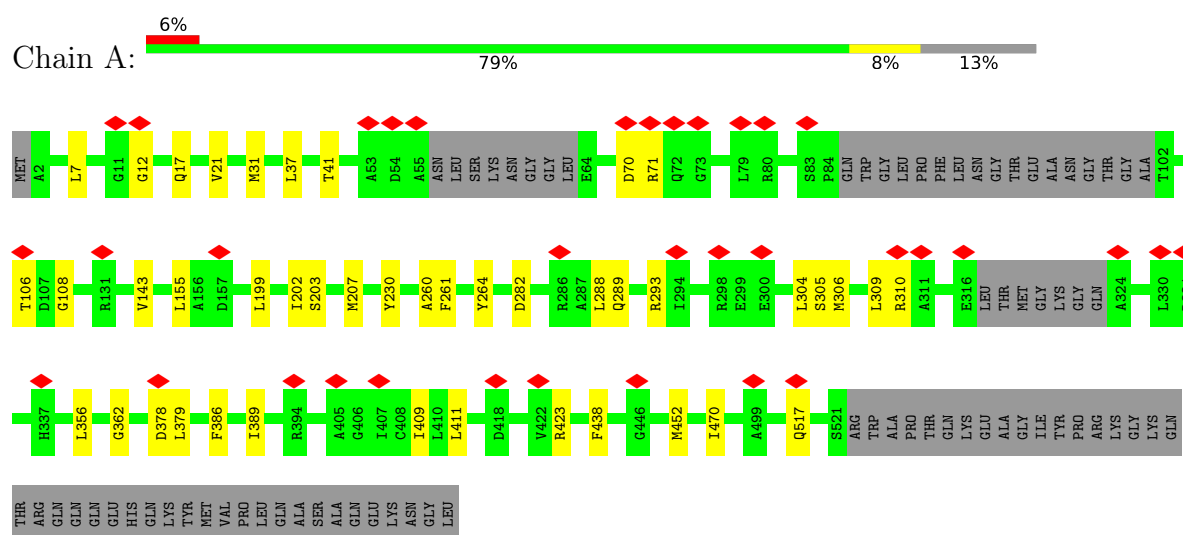 6%
Chain A:
79% 8% 13%
MET A2 L7 G11 G12 Q17 V21 M31 L37 T41 A53 D54 A55 ASN LEU SER LYS ASN GLY GLY LEU E64 D70 R71 Q72 G73 L79 R80 S83 P84 GLN TRP GLY LEU PRO PHE LEU ASN GLY THR GLU ALA ASN GLY THR GLY ALA T102
T106 D107 G108 R131 V143 L155 A156 D157 L199 I202 S203 M207 Y230 A260 F261 Y264 D282 R286 A287 L288 Q289 R293 I294 R298 E299 E300 L304 S305 M306 L309 R310 A311 E316 LEU THR MET GLY LYS GLY GLN A324 L330
H337 L356 G362 D378 L379 F386 I389 R394 A405 G406 I407 C408 I409 L410 L411 D418 V422 R423 F438 G446 M452 I470 A499 Q517 S521 ARG TRP ALA PRO THR GLN LYS GLU ALA GLY ILE TYR PRO ARG LYS GLY LYS GLN
THR ARG GLN GLN GLN GLU HIS GLN LYS TYR MET VAL PRO LEU GLN ALA SER ALA GLN GLU LYS ASN GLY LEU